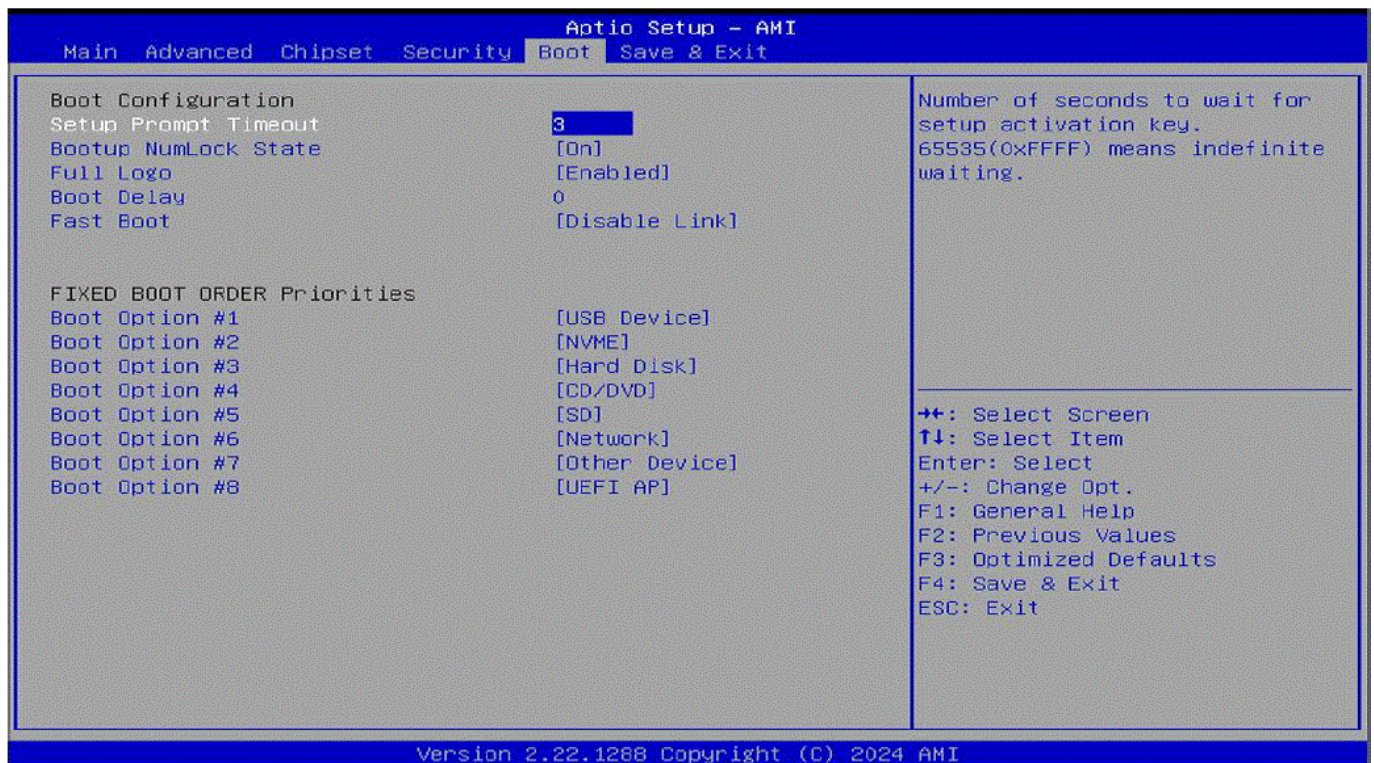 Aptio Setup – AMI
Main Advanced Chipset Security Boot Save & Exit
Boot Configuration
Setup Prompt Timeout 3
Bootup NumLock State [On]
Full Logo [Enabled]
Boot Delay 0
Fast Boot [Disable Link]
FIXED BOOT ORDER Priorities
Boot Option #1 [USB Device]
Boot Option #2 [NVME]
Boot Option #3 [Hard Disk]
Boot Option #4 [CD/DVD]
Boot Option #5 [SD]
Boot Option #6 [Network]
Boot Option #7 [Other Device]
Boot Option #8 [UEFI AP]
Number of seconds to wait for
setup activation key.
65535(0xFFFF) means indefinite
waiting.
→←: Select Screen
↑↓: Select Item
Enter: Select
+/-: Change Opt.
F1: General Help
F2: Previous Values
F3: Optimized Defaults
F4: Save & Exit
ESC: Exit
Version 2.22.1288 Copyright (C) 2024 AMI